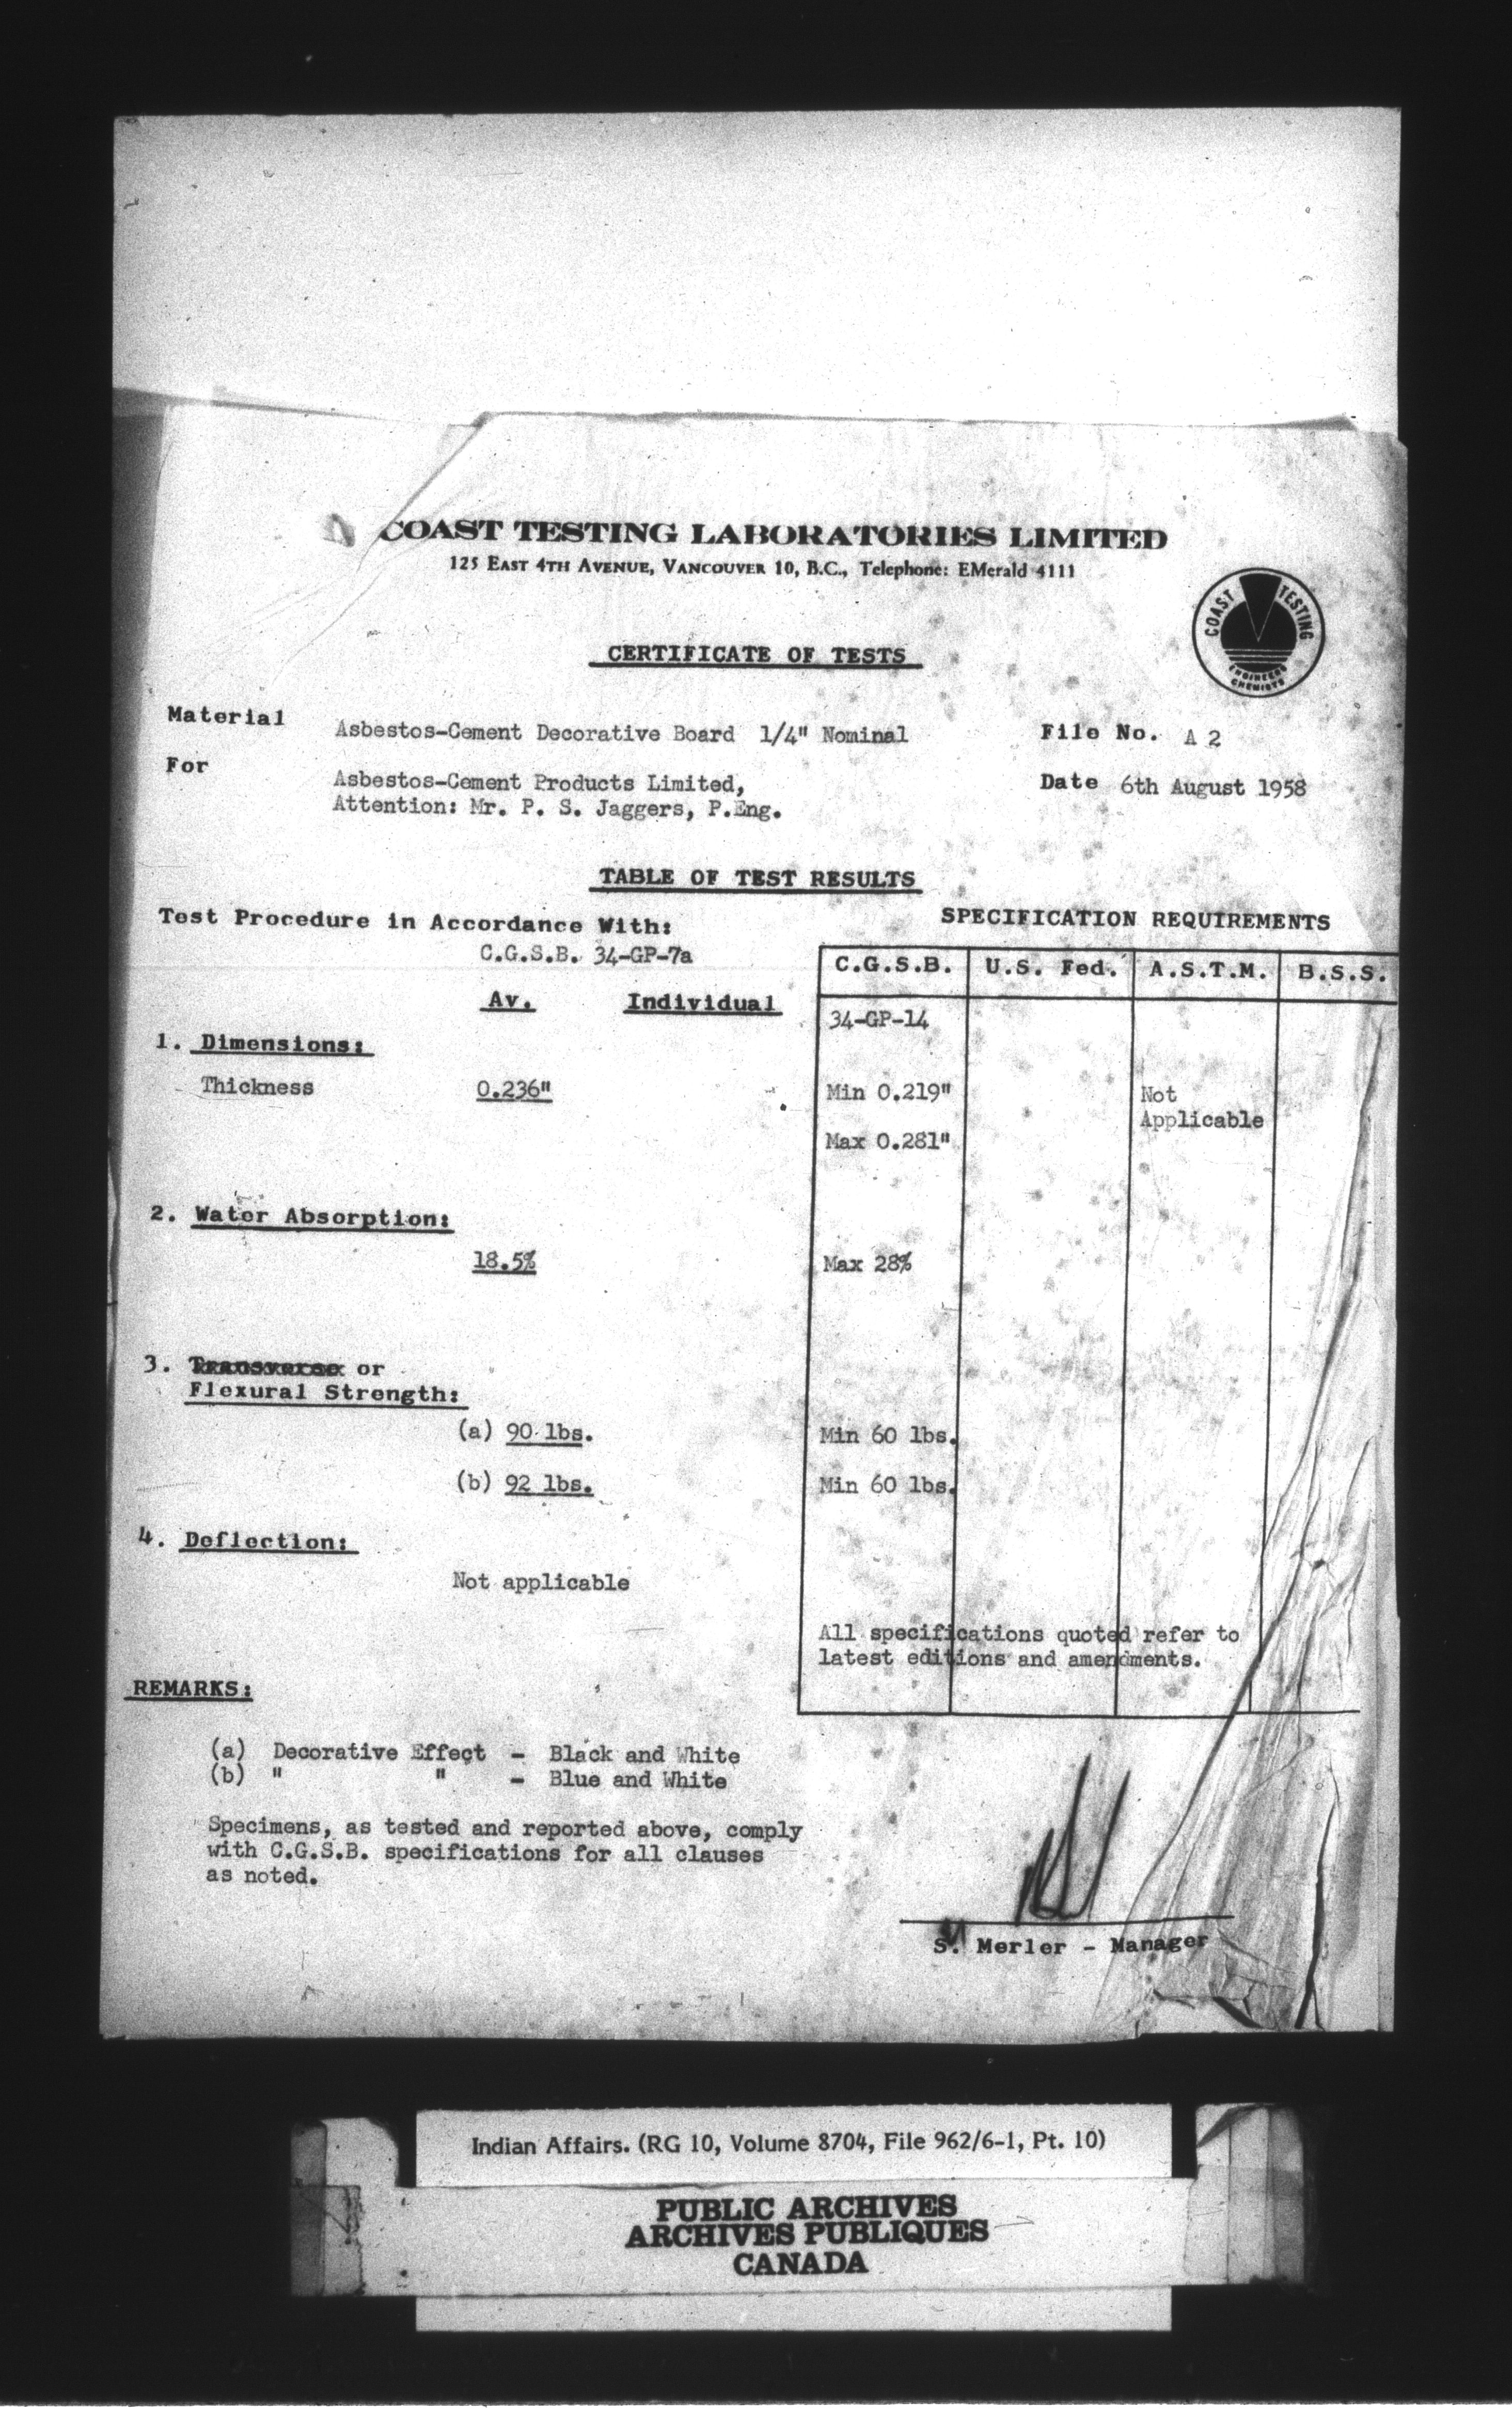 COAST TESTING LABORATORIES LIMITED
125 EAST 4TH AVENUE, VANCOUVER 10, B.C., Telephone: EMerald 4111
COAST TESTING
ENGINEERS
CHEMISTS
CERTIFICATE OF TESTS
Material Asbestos-Cement Decorative Board 1/4" Nominal File No. A 2
For Asbestos-Cement Products Limited, Date 6th August 1958
Attention: Mr. P. S. Jaggers, P.Eng.
TABLE OF TEST RESULTS
Test Procedure in Accordance With: SPECIFICATION REQUIREMENTS
C.G.S.B. 34-GP-7a
C.G.S.B. U.S. Fed. A.S.T.M. B.S.S.
Av. Individual 34-GP-14
1. Dimensions:
Thickness 0.236" Min 0.219" Not
Applicable
Max 0.281"
2. Water Absorption:
18.5% Max 28%
3. Transverse or
Flexural Strength:
(a) 90 lbs. Min 60 lbs.
(b) 92 lbs. Min 60 lbs.
4. Deflection:
Not applicable
All specifications quoted refer to
latest editions and amendments.
REMARKS:
(a) Decorative Effect - Black and White
(b) " " - Blue and White
Specimens, as tested and reported above, comply
with C.G.S.B. specifications for all clauses
as noted.
S. Merler - Manager
Indian Affairs. (RG 10, Volume 8704, File 962/6-1, Pt. 10)
PUBLIC ARCHIVES
ARCHIVES PUBLIQUES
CANADA